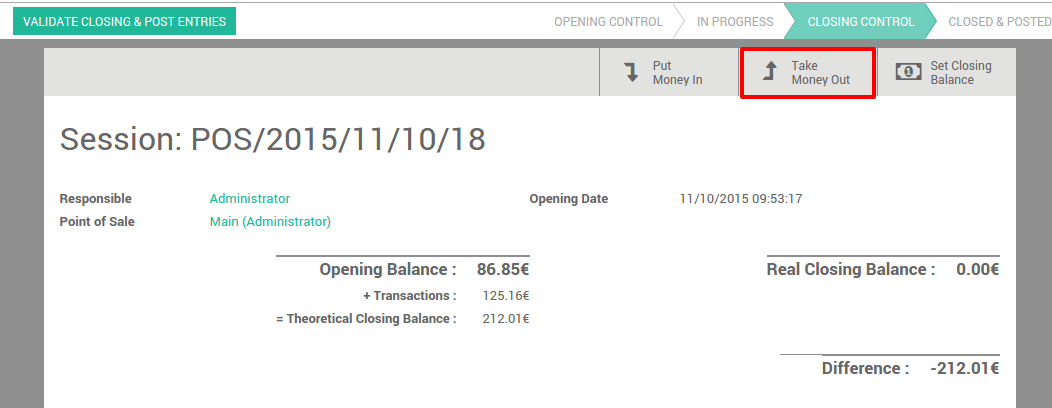 VALIDATE CLOSING & POST ENTRIES
OPENING CONTROL
IN PROGRESS
CLOSING CONTROL
CLOSED & POSTED
Put
Money In
Take
Money Out
1
Set Closing
Balance
Session: POS/2015/11/10/18
Responsible Administrator Opening Date 11/10/2015 09:53:17
Point of Sale Main (Administrator)
Opening Balance : 86.85€ Real Closing Balance : 0.00€
+ Transactions : 125.16€
= Theoretical Closing Balance : 212.01€
Difference : -212.01€